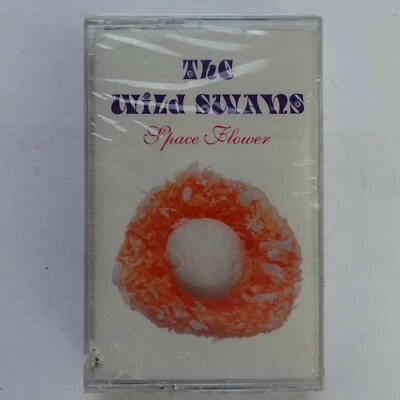 The
Wild Swans
Space Flower